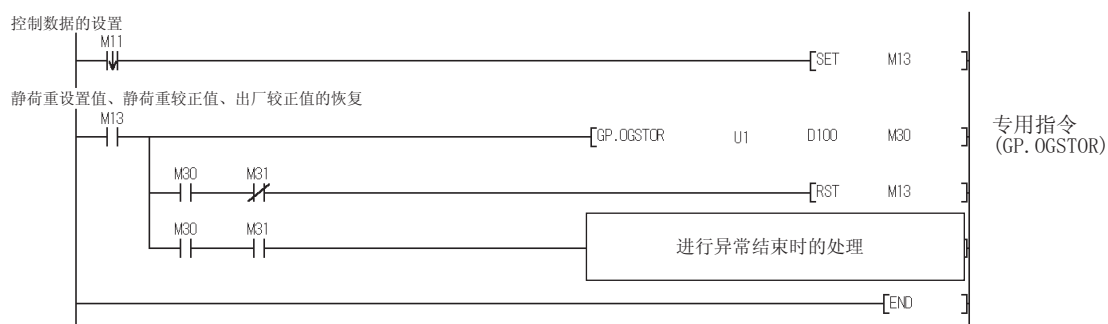 控制数据的设置
M11
SET M13
静荷重设置值、静荷重较正值、出厂较正值的恢复
M13
GP.OGSTOR U1 D100 M30
专用指令
(GP.OGSTOR)
M30 M31
RST M13
M30 M31
进行异常结束时的处理
END